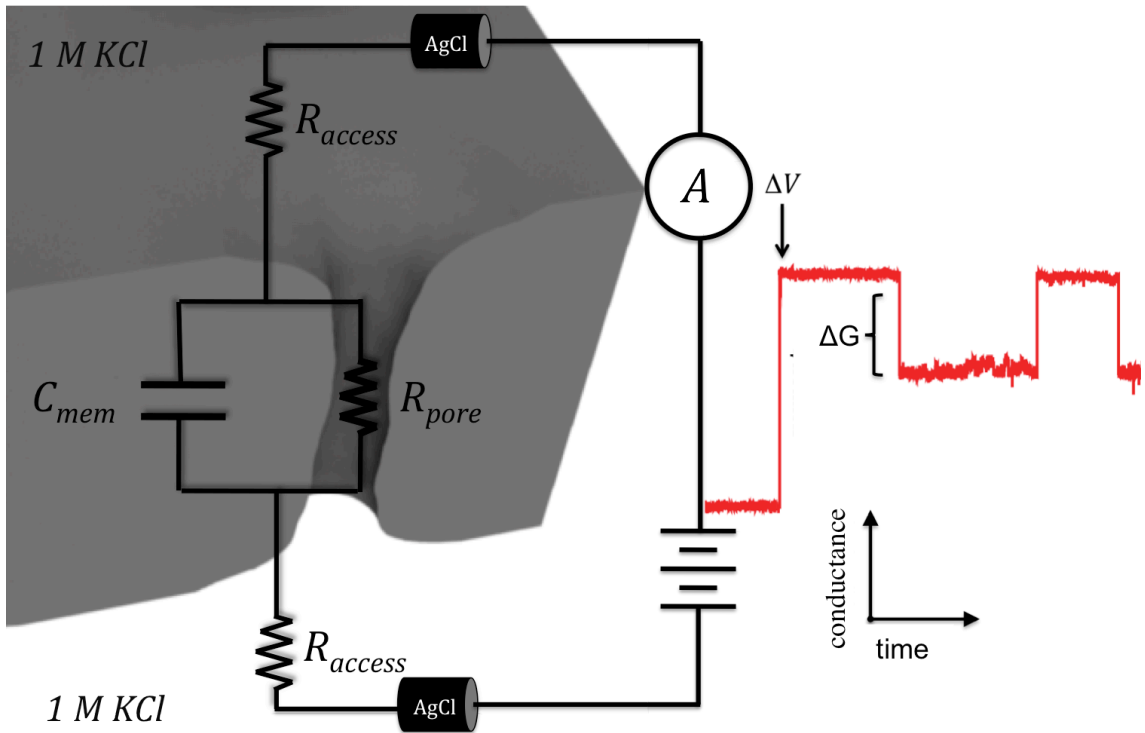 1 M KCl
AgCl
R_access
A
ΔV
ΔG
C_mem
R_pore
conductance
time
R_access
AgCl
1 M KCl